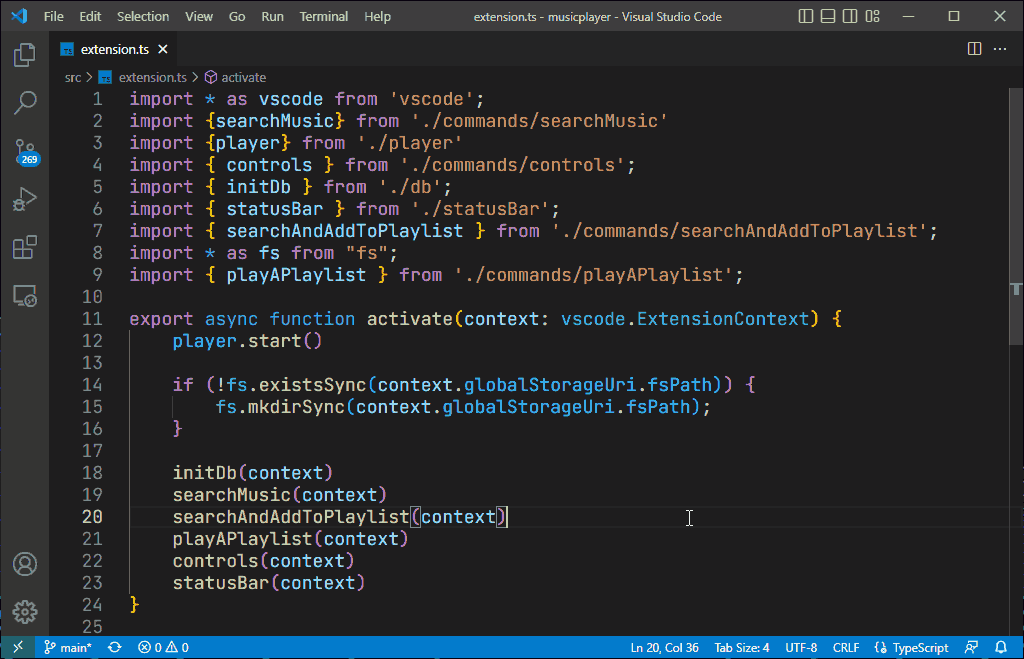 File Edit Selection View Go Run Terminal Help extension.ts - musicplayer - Visual Studio Code
TS extension.ts
src > TS extension.ts > activate
269
1 import * as vscode from 'vscode';
2 import {searchMusic} from './commands/searchMusic'
3 import {player} from './player'
4 import { controls } from './commands/controls';
5 import { initDb } from './db';
6 import { statusBar } from './statusBar';
7 import { searchAndAddToPlaylist } from './commands/searchAndAddToPlaylist';
8 import * as fs from "fs";
9 import { playAPlaylist } from './commands/playAPlaylist';
10
11 export async function activate(context: vscode.ExtensionContext) {
12 player.start()
13
14 if (!fs.existsSync(context.globalStorageUri.fsPath)) {
15 fs.mkdirSync(context.globalStorageUri.fsPath);
16 }
17
18 initDb(context)
19 searchMusic(context)
20 searchAndAddToPlaylist(context)
21 playAPlaylist(context)
22 controls(context)
23 statusBar(context)
24 }
25
main* 0 0 Ln 20, Col 36 Tab Size: 4 UTF-8 CRLF {} TypeScript